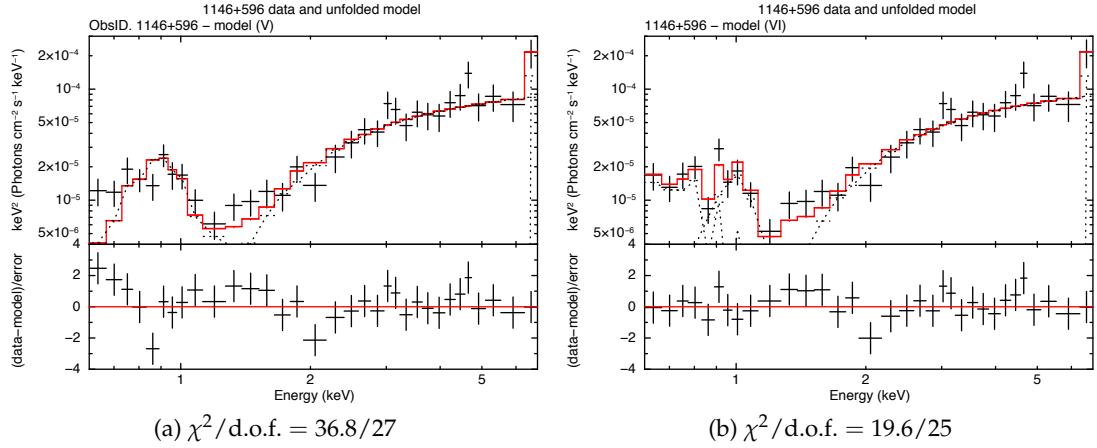 1146+596 data and unfolded model
ObsID. 1146+596 − model (V)
keV² (Photons cm⁻² s⁻¹ keV⁻¹)
2×10⁻⁴
10⁻⁴
5×10⁻⁵
2×10⁻⁵
10⁻⁵
5×10⁻⁶
(data−model)/error
4
2
0
−2
−4
1 2 5
Energy (keV)
(a) χ²/d.o.f. = 36.8/27
1146+596 data and unfolded model
1146+596 − model (VI)
keV² (Photons cm⁻² s⁻¹ keV⁻¹)
2×10⁻⁴
10⁻⁴
5×10⁻⁵
2×10⁻⁵
10⁻⁵
5×10⁻⁶
(data−model)/error
4
2
0
−2
−4
1 2 5
Energy (keV)
(b) χ²/d.o.f. = 19.6/25